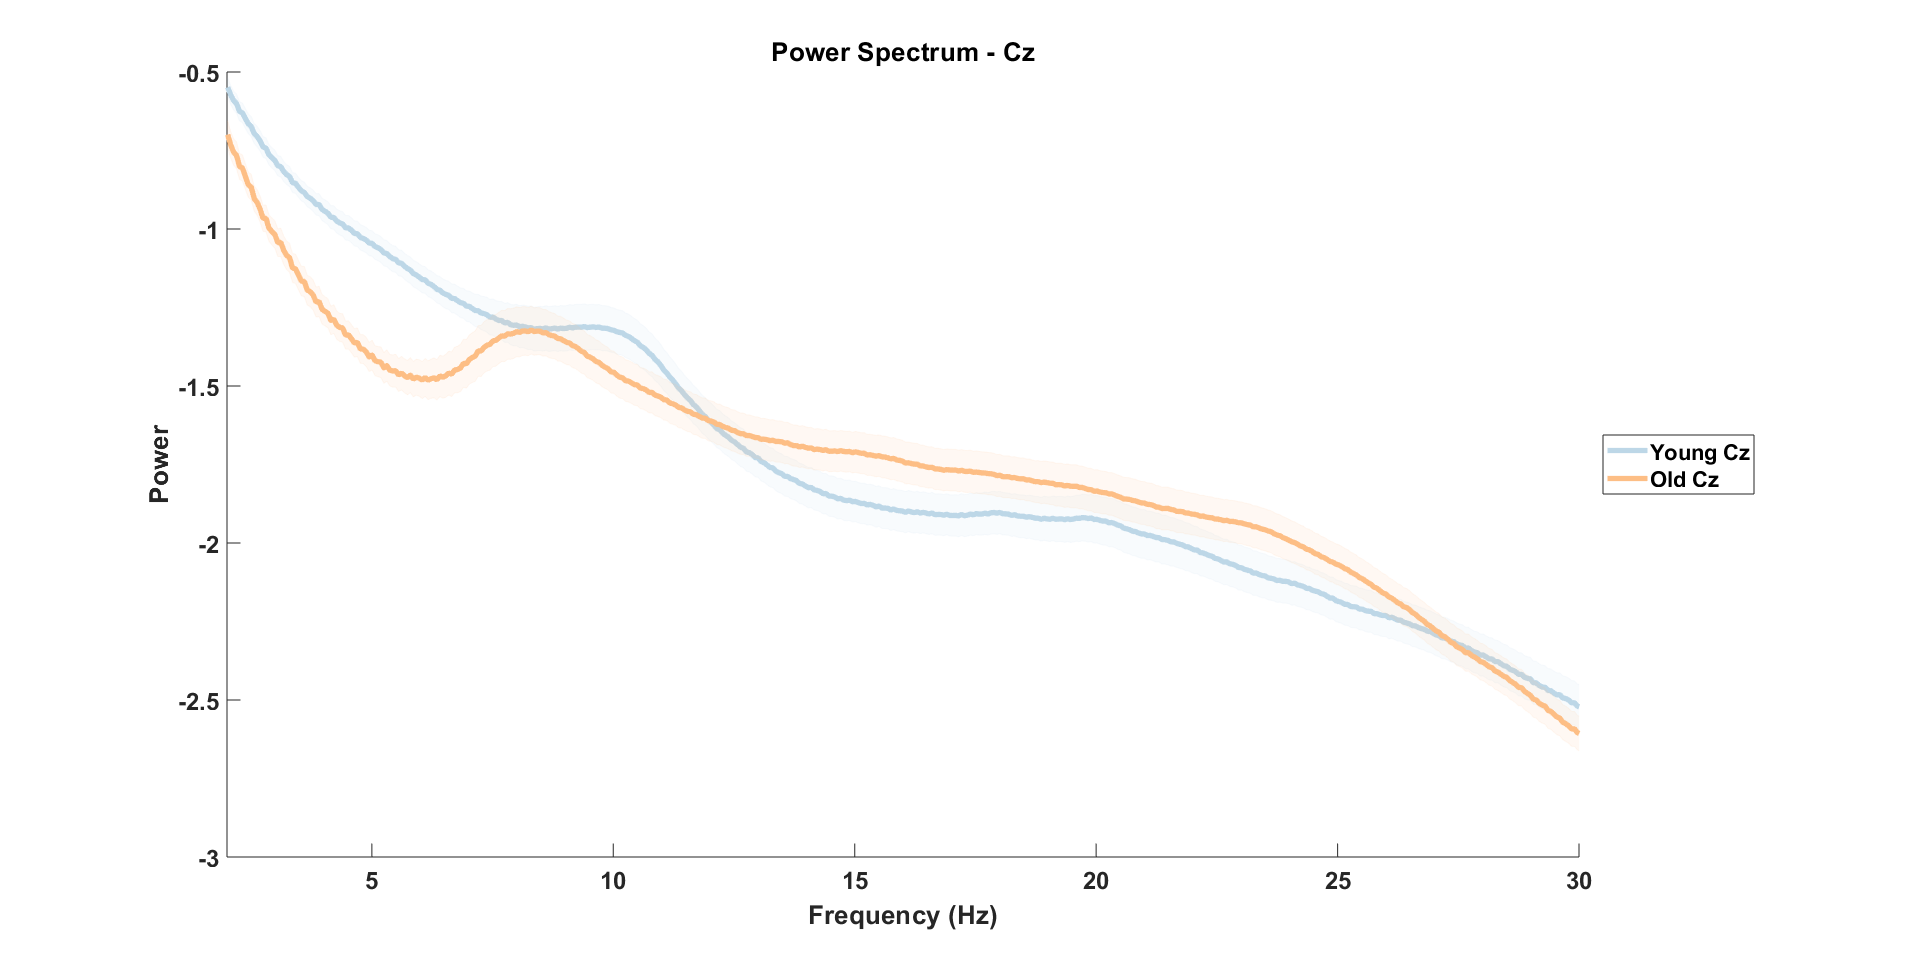 Power Spectrum - Cz
-0.5
-1
-1.5
-2
-2.5
-3
Power
5 10 15 20 25 30
Frequency (Hz)
Young Cz
Old Cz